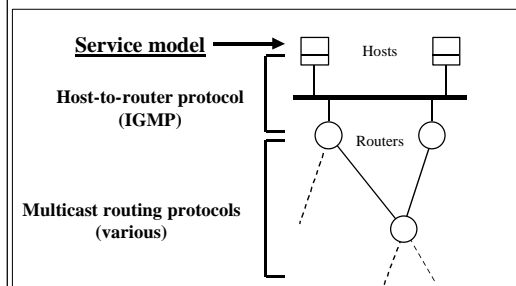 Service model
Hosts
Host-to-router protocol
(IGMP)
Routers
Multicast routing protocols
(various)